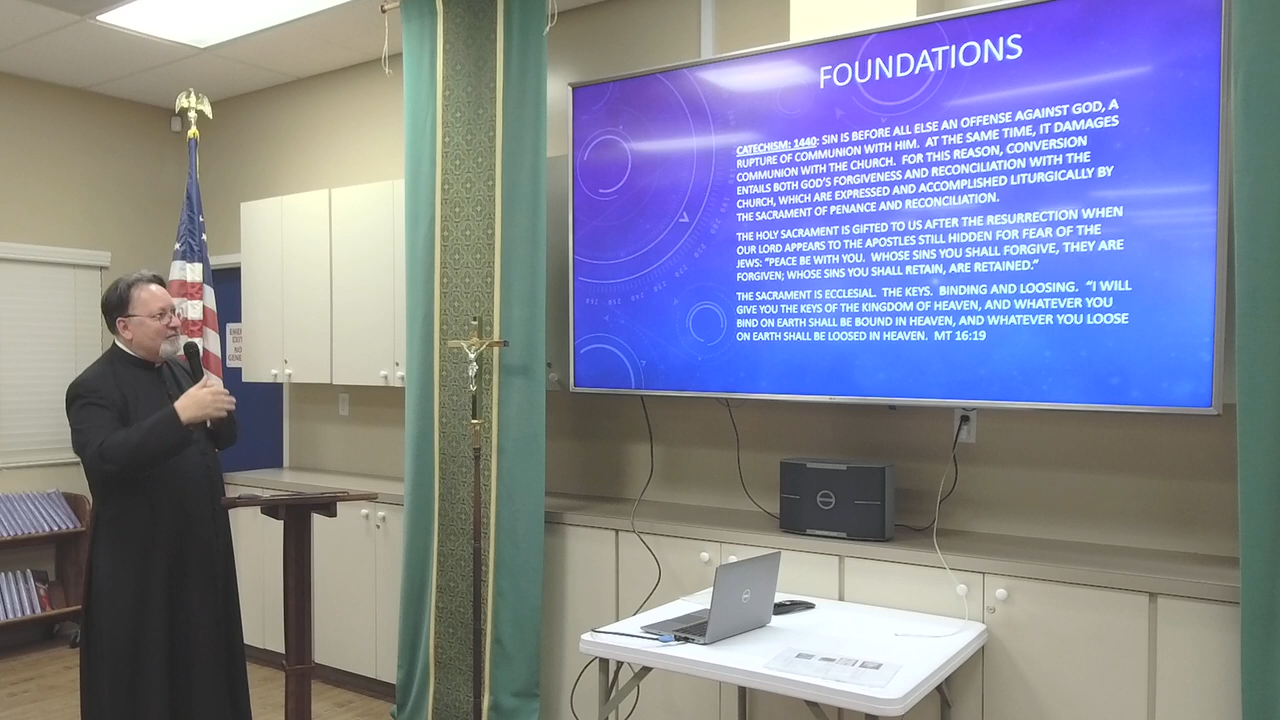 FOUNDATIONS
CATECHISM: 1440: SIN IS BEFORE ALL ELSE AN OFFENSE AGAINST GOD, A
RUPTURE OF COMMUNION WITH HIM. AT THE SAME TIME, IT DAMAGES
COMMUNION WITH THE CHURCH. FOR THIS REASON, CONVERSION
ENTAILS BOTH GOD'S FORGIVENESS AND RECONCILIATION WITH THE
CHURCH, WHICH ARE EXPRESSED AND ACCOMPLISHED LITURGICALLY BY
THE SACRAMENT OF PENANCE AND RECONCILIATION.
THE HOLY SACRAMENT IS GIFTED TO US AFTER THE RESURRECTION WHEN
OUR LORD APPEARS TO THE APOSTLES STILL HIDDEN FOR FEAR OF THE
JEWS: "PEACE BE WITH YOU. WHOSE SINS YOU SHALL FORGIVE, THEY ARE
FORGIVEN; WHOSE SINS YOU SHALL RETAIN, ARE RETAINED."
THE SACRAMENT IS ECCLESIAL. THE KEYS. BINDING AND LOOSING. "I WILL
GIVE YOU THE KEYS OF THE KINGDOM OF HEAVEN, AND WHATEVER YOU
BIND ON EARTH SHALL BE BOUND IN HEAVEN, AND WHATEVER YOU LOOSE
ON EARTH SHALL BE LOOSED IN HEAVEN. MT 16:19
DELL